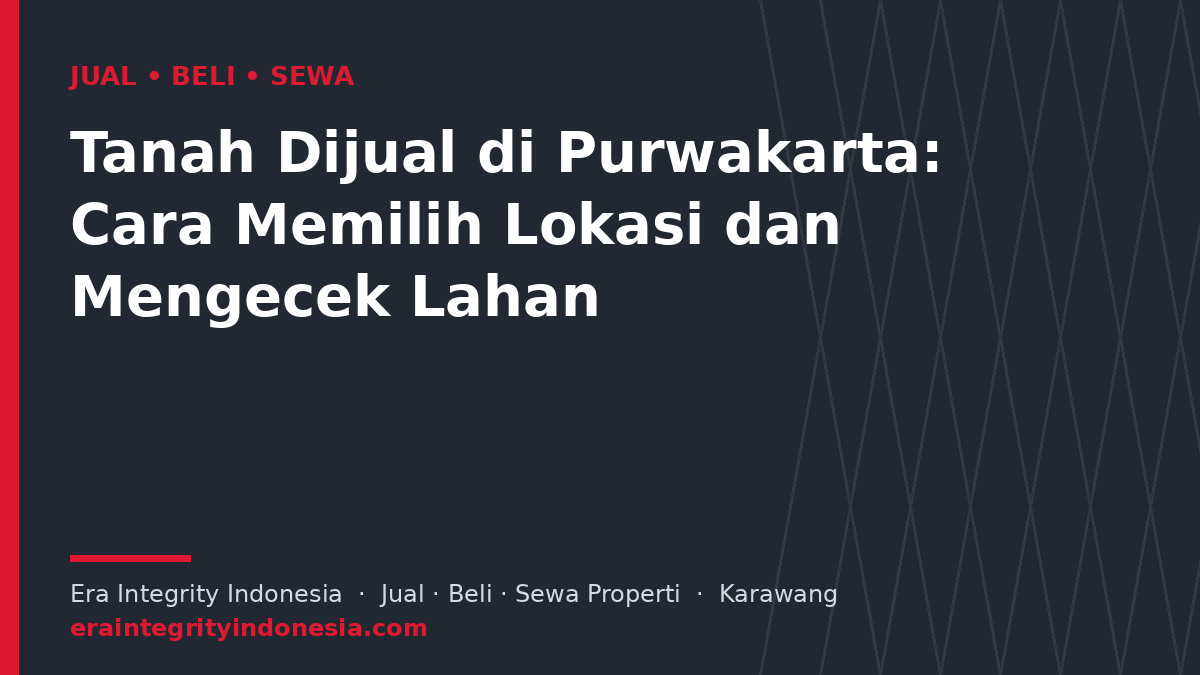 JUAL • BELI • SEWA
Tanah Dijual di Purwakarta:
Cara Memilih Lokasi dan
Mengecek Lahan
Era Integrity Indonesia · Jual · Beli · Sewa Properti · Karawang
eraintegrityindonesia.com